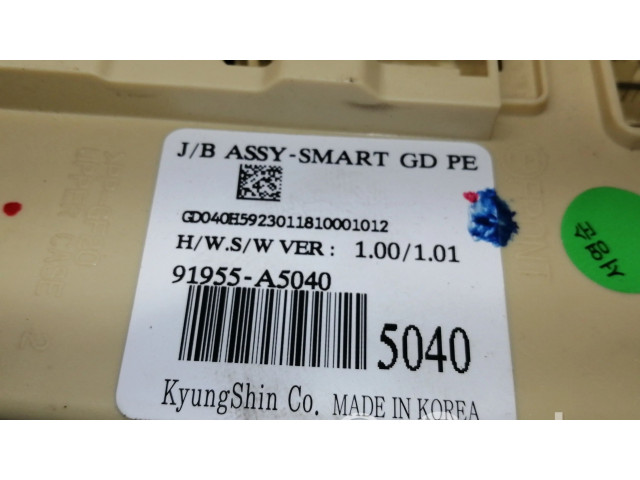 J/B ASSY-SMART GD PE
GD040H5923011810001012
H/W.S/W VER : 1.00/1.01
91955-A5040
5040
KyungShin Co. MADE IN KOREA